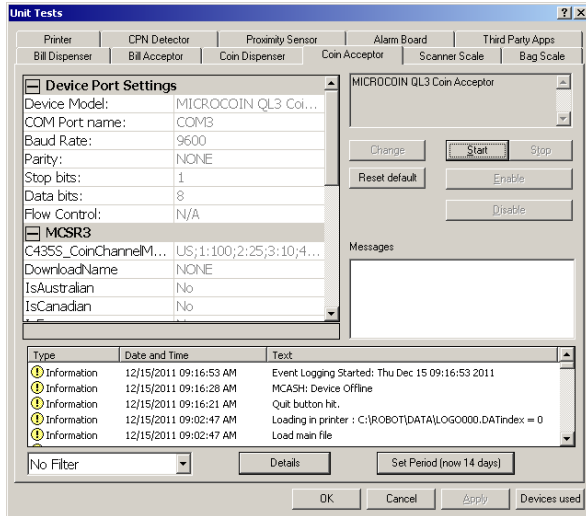 Unit Tests
Printer CPN Detector Proximity Sensor Alarm Board Third Party Apps
Bill Dispenser Bill Acceptor Coin Dispenser Coin Acceptor Scanner Scale Bag Scale
Device Port Settings
Device Model: MICROCOIN QL3 Coi...
COM Port name: COM3
Baud Rate: 9600
Parity: NONE
Stop bits: 1
Data bits: 8
Flow Control: N/A
MCSR3
C435S_CoinChannelM... US;1:100;2:25;3:10;4...
DownloadName NONE
IsAustralian No
IsCanadian No
MICROCOIN QL3 Coin Acceptor
Change Start Stop
Reset default Enable
Disable
Messages
Type Date and Time Text
Information 12/15/2011 09:16:53 AM Event Logging Started: Thu Dec 15 09:16:53 2011
Information 12/15/2011 09:16:28 AM MCASH: Device Offline
Information 12/15/2011 09:16:21 AM Quit button hit.
Information 12/15/2011 09:02:47 AM Loading in printer : C:\ROBOT\DATA\LOGO000.DATindex = 0
Information 12/15/2011 09:02:47 AM Load main file
No Filter Details Set Period (now 14 days)
OK Cancel Apply Devices used